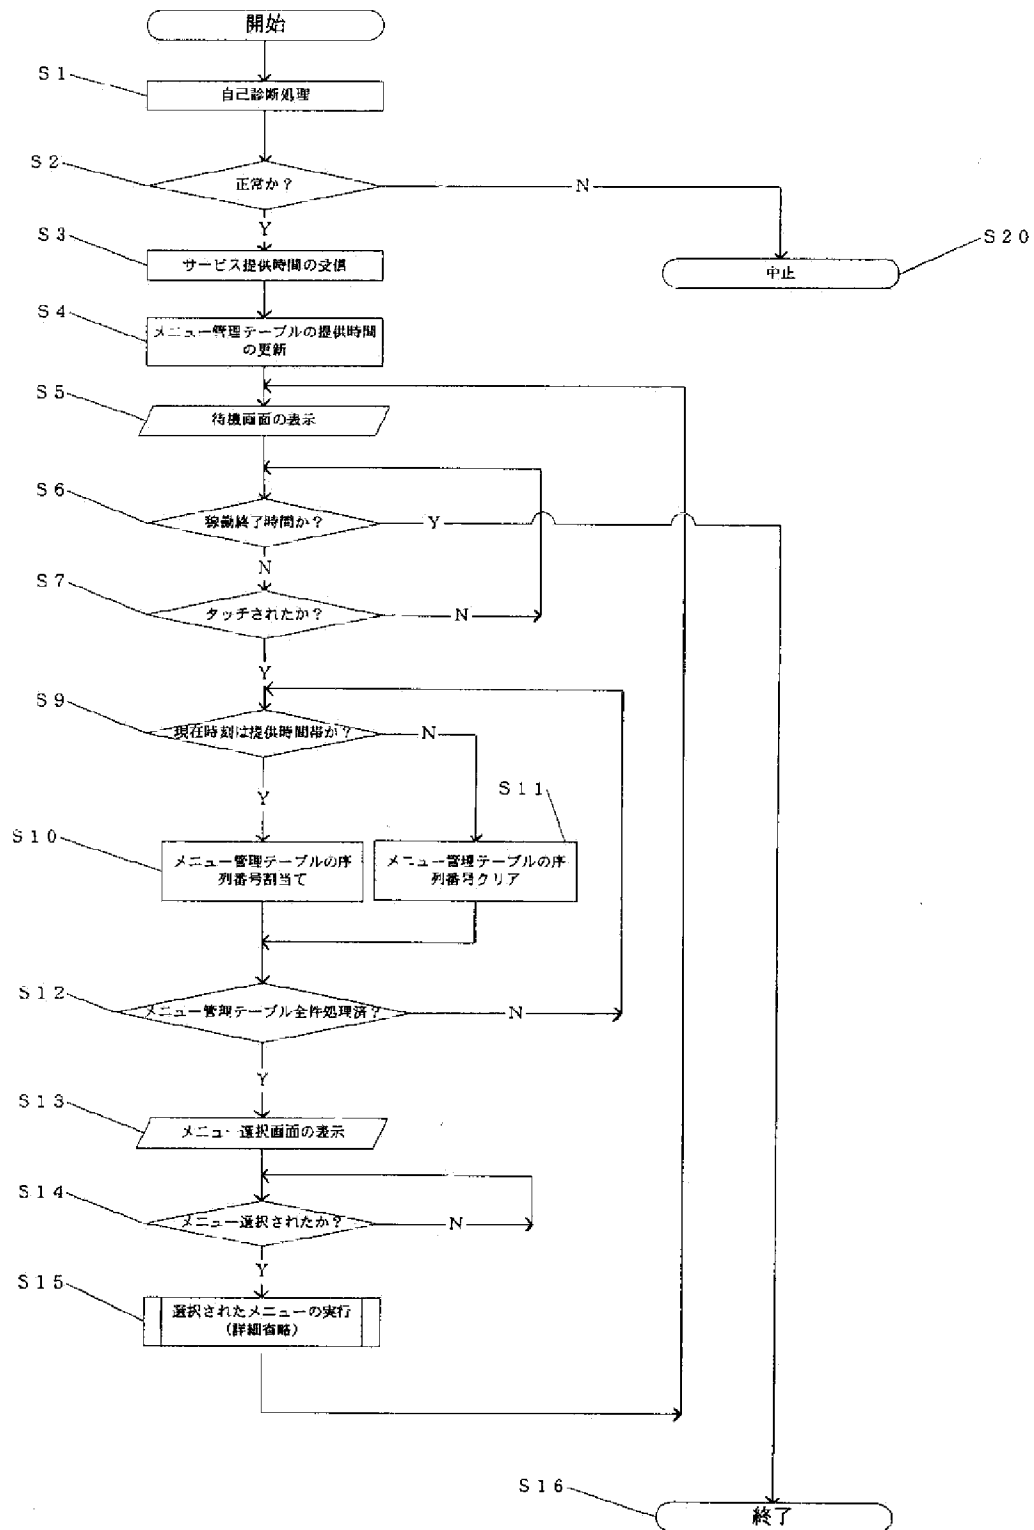 開始
S1
自己診断処理
S2
正常か?
N
Y
S3
サービス提供時間の受信
S20
中止
S4
メニュー管理テーブルの提供時間
の更新
S5
待機画面の表示
S6
稼働終了時間か?
Y
N
S7
タッチされたか?
N
Y
S9
現在時刻は提供時間帯か?
N
Y
S11
S10
メニュー管理テーブルの序
列番号割当て
メニュー管理テーブルの序
列番号クリア
S12
メニュー管理テーブル全件処理済?
N
Y
S13
メニュー選択画面の表示
S14
メニュー選択されたか?
N
Y
S15
選択されたメニューの実行
(詳細省略)
S16
終了